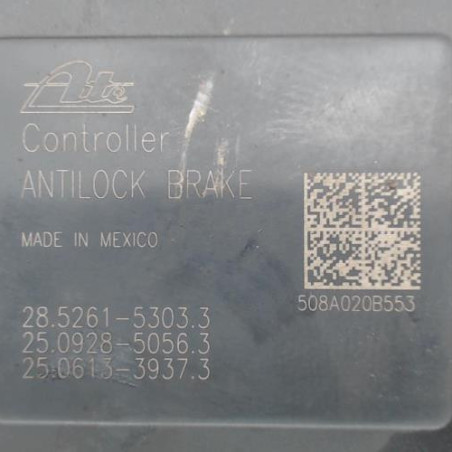 Ate
Controller
ANTILOCK BRAKE
MADE IN MEXICO
508A020B553
28.5261-5303.3
25.0928-5056.3
25.0613-3937.3